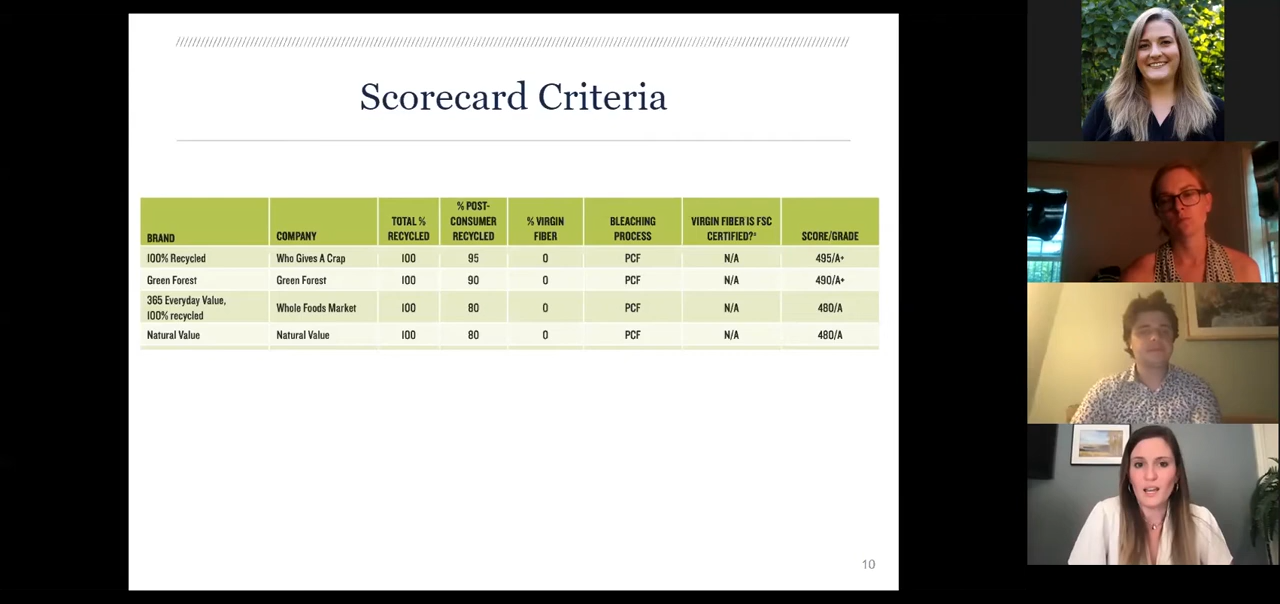 Scorecard Criteria
BRAND COMPANY TOTAL % RECYCLED % POST-CONSUMER RECYCLED % VIRGIN FIBER BLEACHING PROCESS VIRGIN FIBER IS FSC CERTIFIED? SCORE/GRADE
100% Recycled Who Gives A Crap 100 95 0 PCF N/A 495/A+
Green Forest Green Forest 100 90 0 PCF N/A 490/A+
365 Everyday Value, 100% recycled Whole Foods Market 100 80 0 PCF N/A 480/A
Natural Value Natural Value 100 80 0 PCF N/A 480/A
10